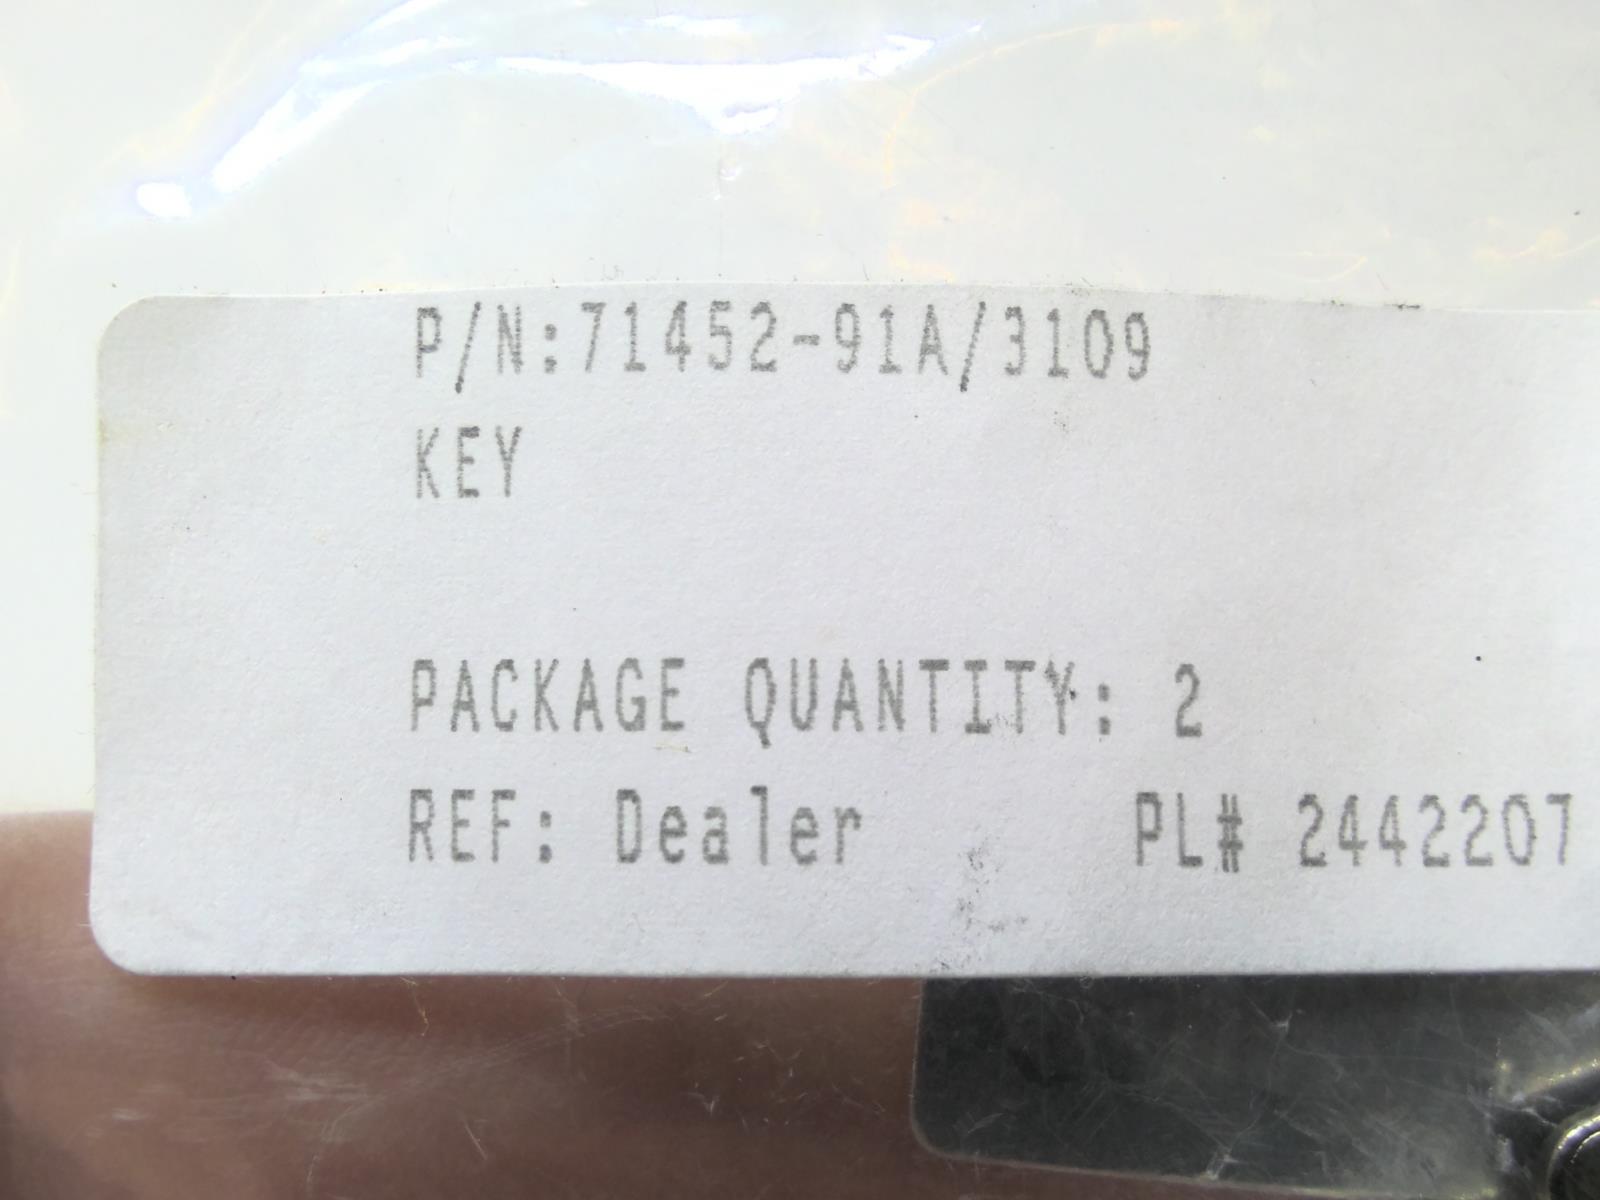 P/N:71452-91A/3109
KEY
PACKAGE QUANTITY: 2
REF: Dealer PL# 2442207